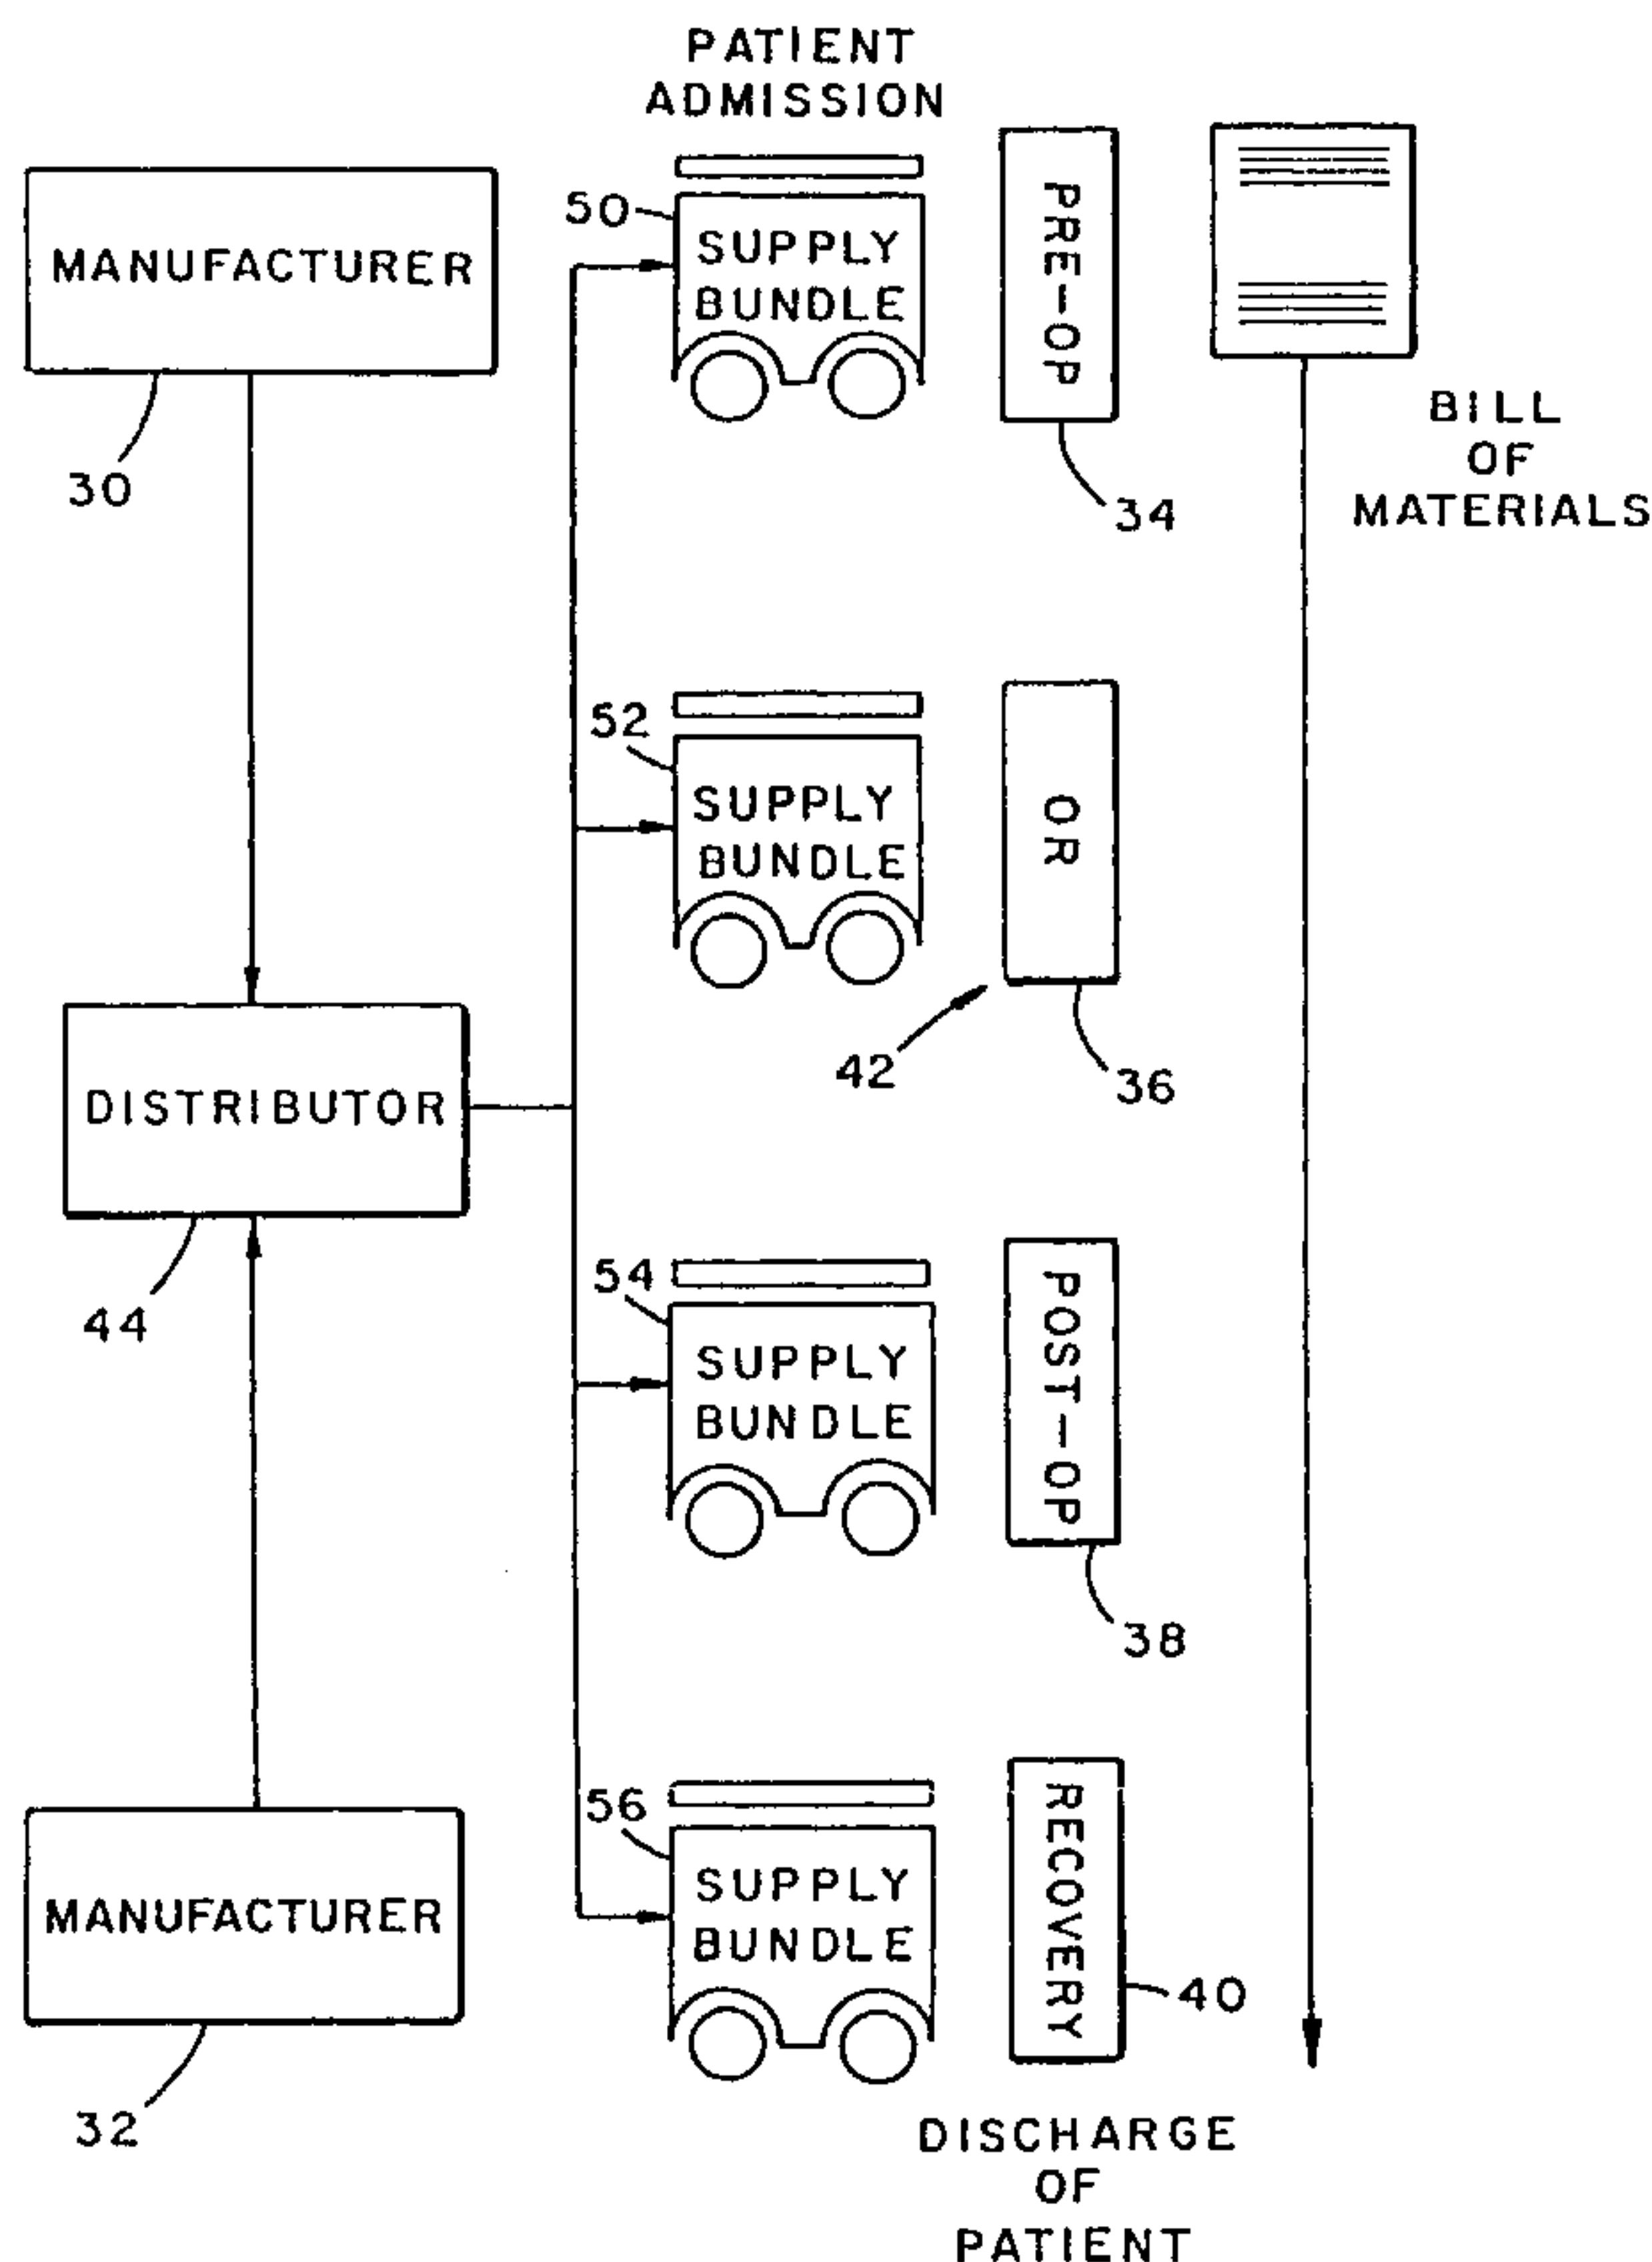 PATIENT
ADMISSION
MANUFACTURER
30
50
SUPPLY
BUNDLE
PRE-OP
34
BILL
OF
MATERIALS
52
SUPPLY
BUNDLE
OR
36
42
DISTRIBUTOR
44
54
SUPPLY
BUNDLE
POST-OP
38
56
SUPPLY
BUNDLE
RECOVERY
40
MANUFACTURER
32
DISCHARGE
OF
PATIENT